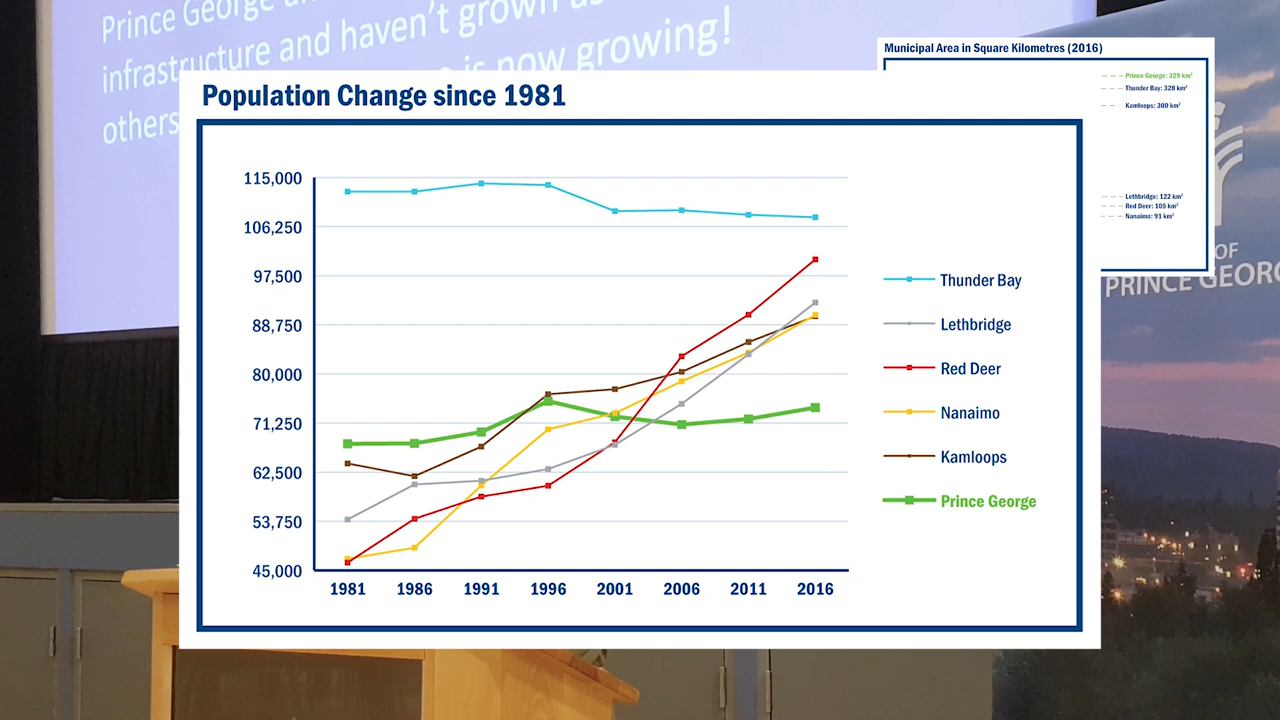 Prince George
infrastructure and haven't grown as
others
is now growing!
Municipal Area in Square Kilometres (2016)
Prince George: 329 km²
Thunder Bay: 328 km²
Kamloops: 300 km²
Lethbridge: 122 km²
Red Deer: 105 km²
Nanaimo: 91 km²
OF
PRINCE GEORG
Population Change since 1981
115,000
106,250
97,500
88,750
80,000
71,250
62,500
53,750
45,000
1981 1986 1991 1996 2001 2006 2011 2016
Thunder Bay
Lethbridge
Red Deer
Nanaimo
Kamloops
Prince George